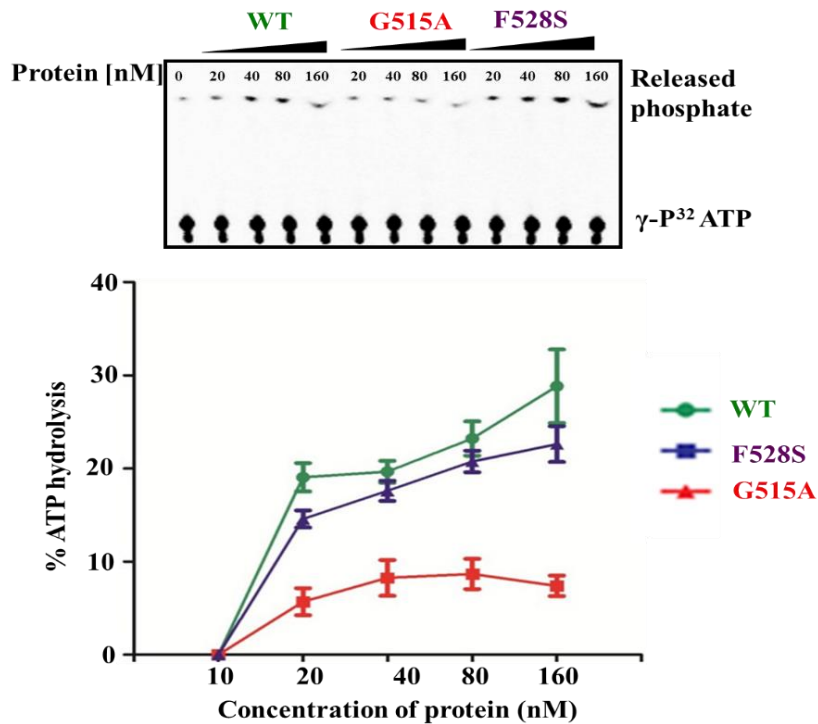 WT G515A F528S
Protein [nM] 0 20 40 80 160 20 40 80 160 20 40 80 160
Released
phosphate
γ-P³² ATP
40
30
20
10
0
% ATP hydrolysis
10 20 40 80 160
Concentration of protein (nM)
WT
F528S
G515A